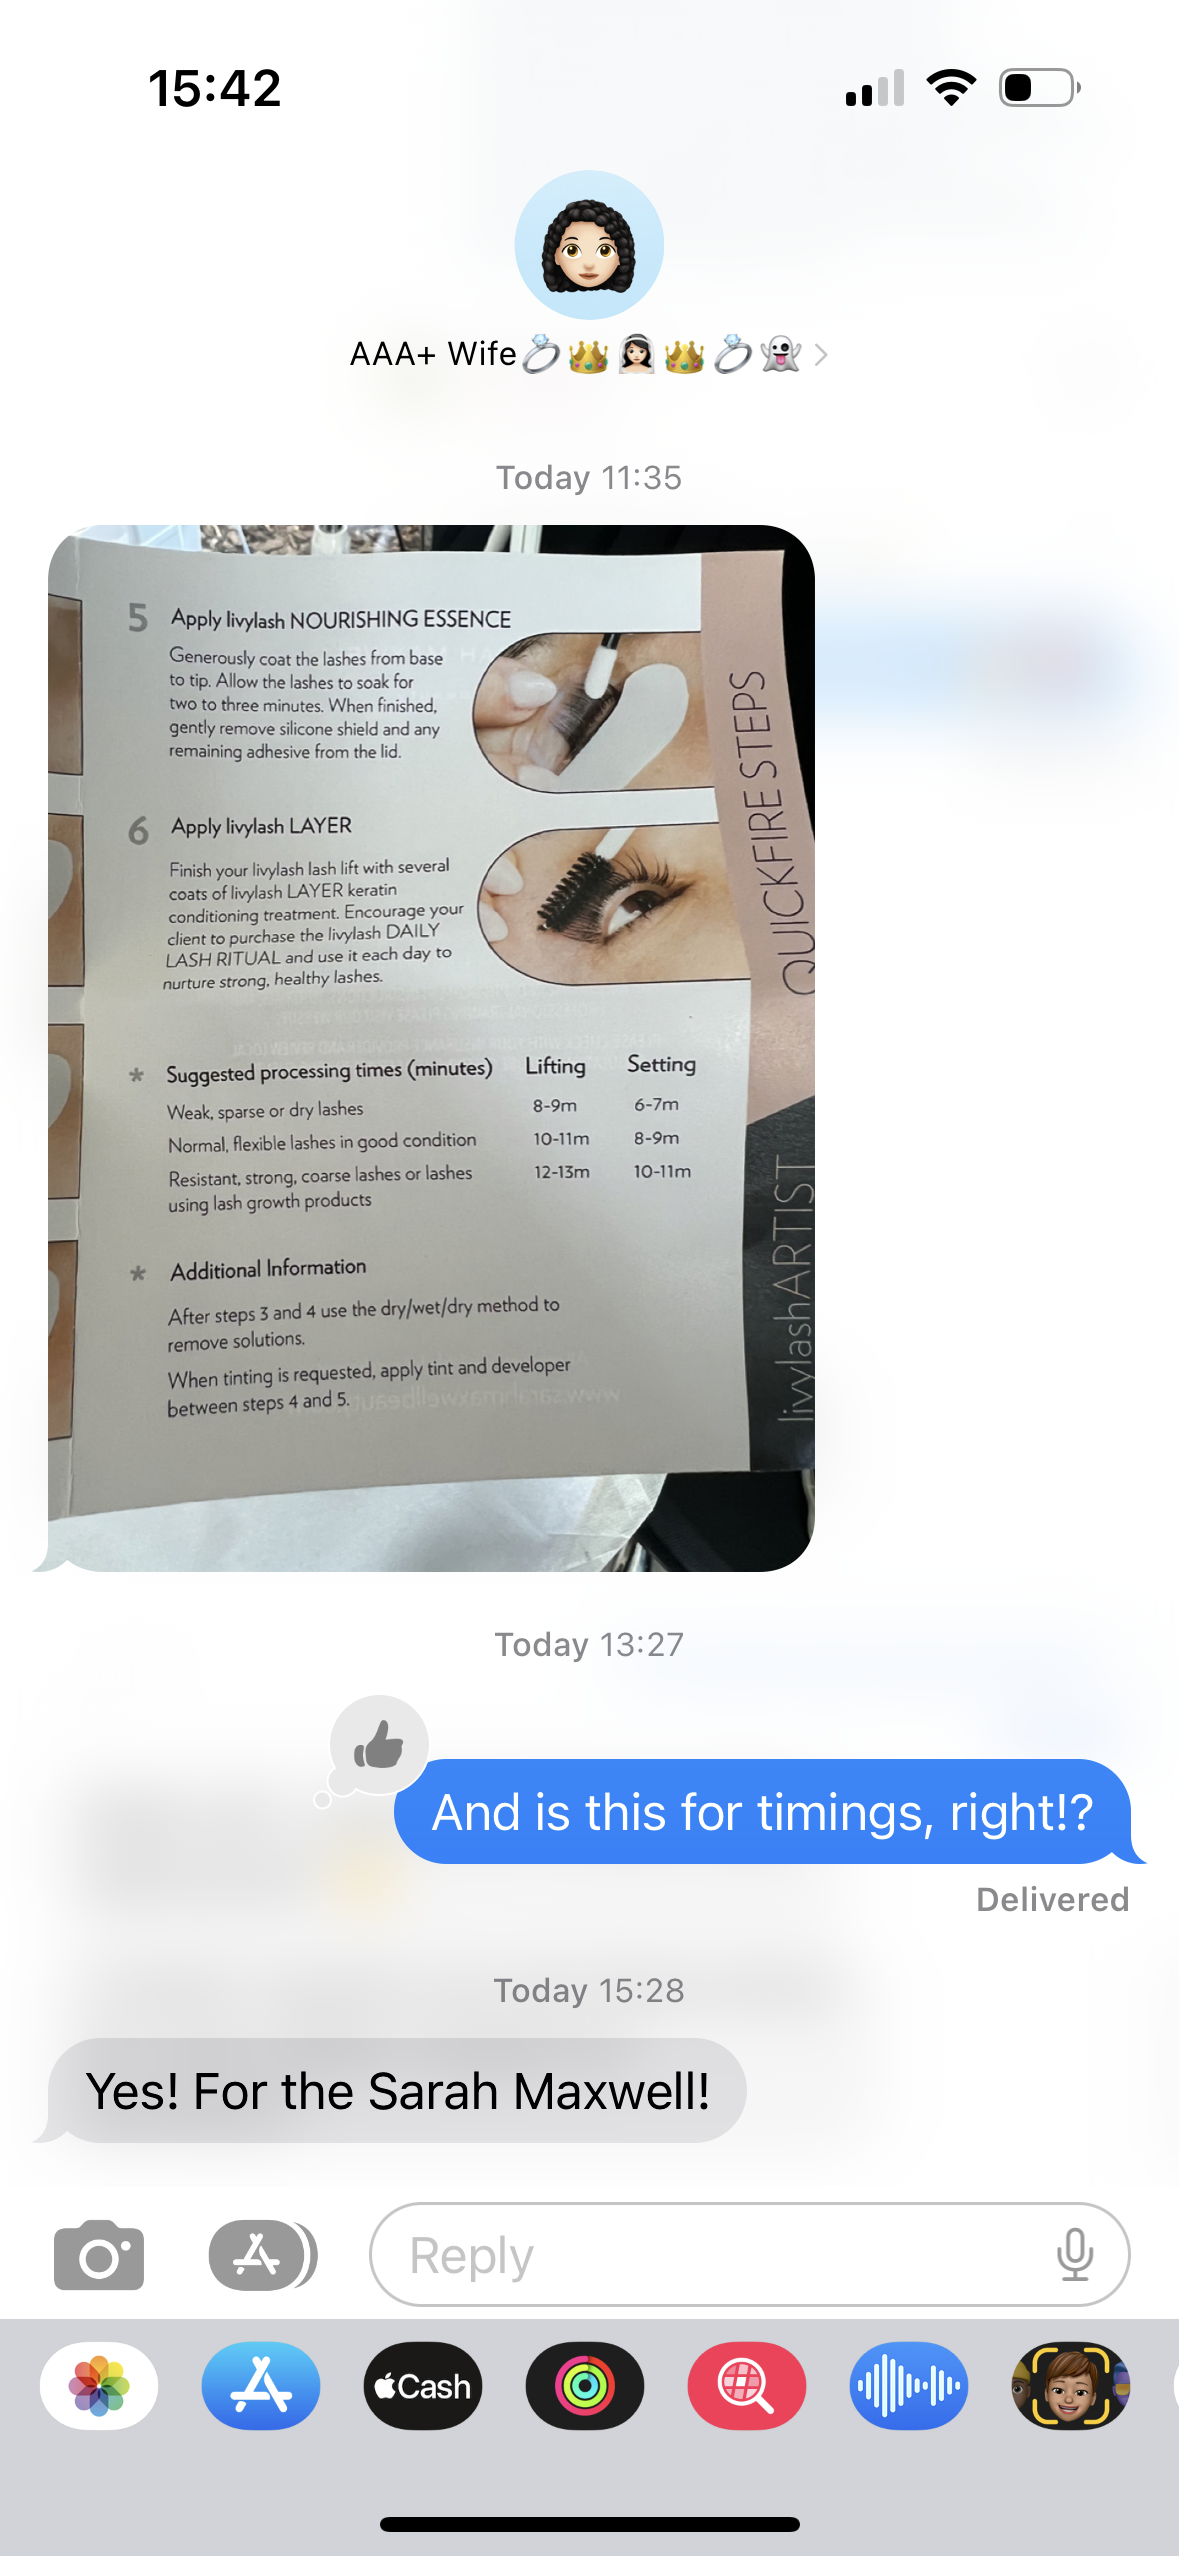 15:42
AAA+ Wife💍👑👰🏻‍♀️👑💍👻
Today 11:35
5 Apply livylash NOURISHING ESSENCE
Generously coat the lashes from base
to tip. Allow the lashes to soak for
two to three minutes. When finished,
gently remove silicone shield and any
remaining adhesive from the lid.
6 Apply livylash LAYER
Finish your livylash lash lift with several
coats of livylash LAYER keratin
conditioning treatment. Encourage your
client to purchase the livylash DAILY
LASH RITUAL and use it each day to
nurture strong, healthy lashes.
* Suggested processing times (minutes) Lifting Setting
Weak, sparse or dry lashes 8-9m 6-7m
Normal, flexible lashes in good condition 10-11m 8-9m
Resistant, strong, coarse lashes or lashes 12-13m 10-11m
using lash growth products
* Additional Information
After steps 3 and 4 use the dry/wet/dry method to
remove solutions.
When tinting is requested, apply tint and developer
between steps 4 and 5.
QUICKFIRE STEPS
livylashARTIST
Today 13:27
And is this for timings, right!?
Delivered
Today 15:28
Yes! For the Sarah Maxwell!
Reply
Cash